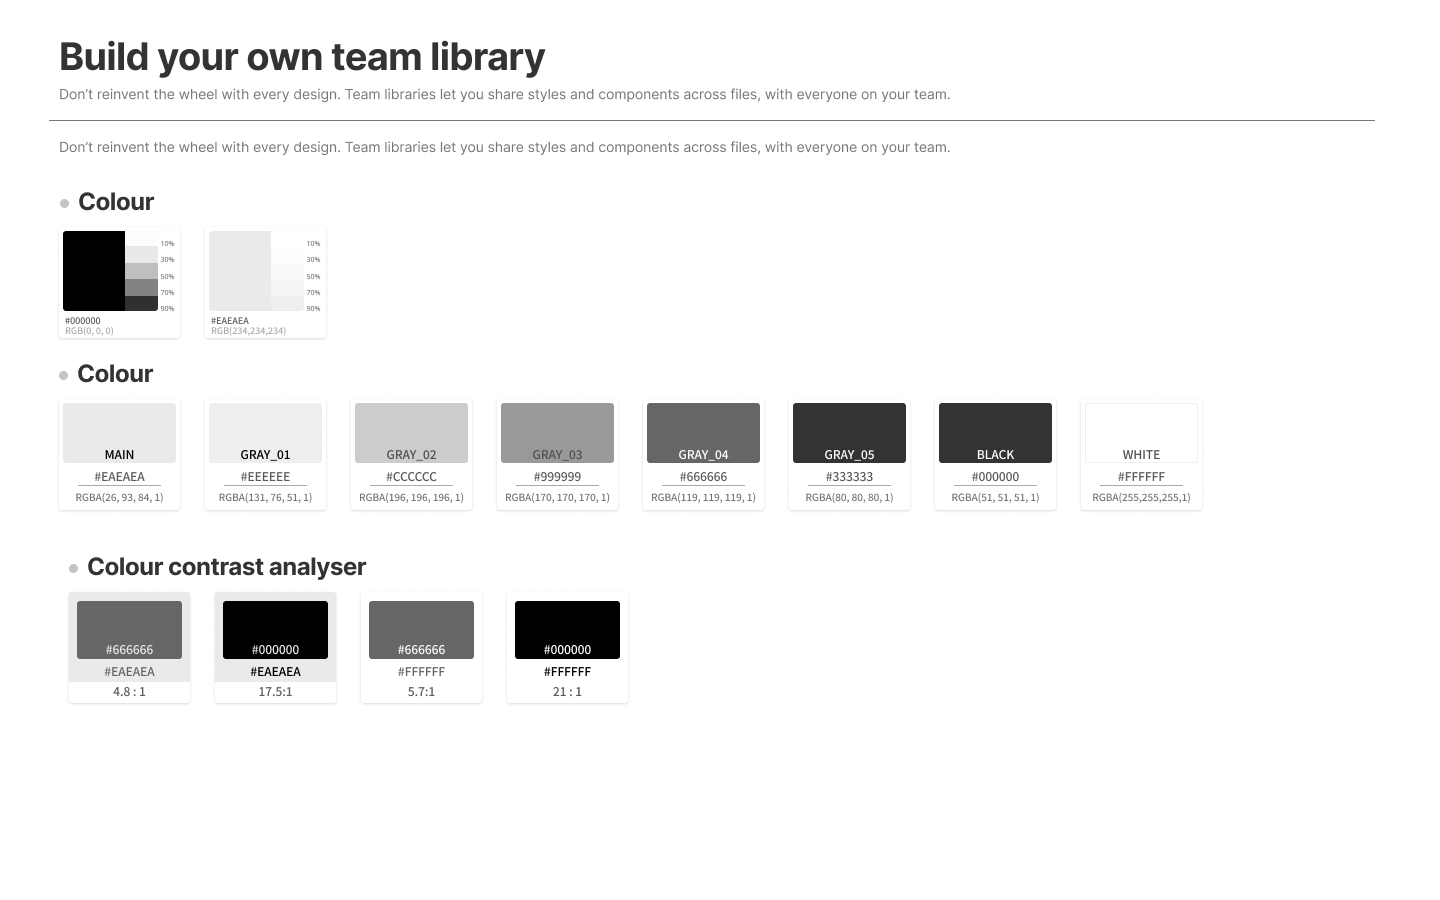 Build your own team library
Don’t reinvent the wheel with every design. Team libraries let you share styles and components across files, with everyone on your team.
Don’t reinvent the wheel with every design. Team libraries let you share styles and components across files, with everyone on your team.
Colour
10%
30%
50%
70%
90%
#000000
RGB(0, 0, 0)
10%
30%
50%
70%
90%
#EAEAEA
RGB(234,234,234)
Colour
MAIN
#EAEAEA
RGBA(26, 93, 84, 1)
GRAY_01
#EEEEEE
RGBA(131, 76, 51, 1)
GRAY_02
#CCCCCC
RGBA(196, 196, 196, 1)
GRAY_03
#999999
RGBA(170, 170, 170, 1)
GRAY_04
#666666
RGBA(119, 119, 119, 1)
GRAY_05
#333333
RGBA(80, 80, 80, 1)
BLACK
#000000
RGBA(51, 51, 51, 1)
WHITE
#FFFFFF
RGBA(255,255,255,1)
Colour contrast analyser
#666666
#EAEAEA
4.8 : 1
#000000
#EAEAEA
17.5:1
#666666
#FFFFFF
5.7:1
#000000
#FFFFFF
21 : 1